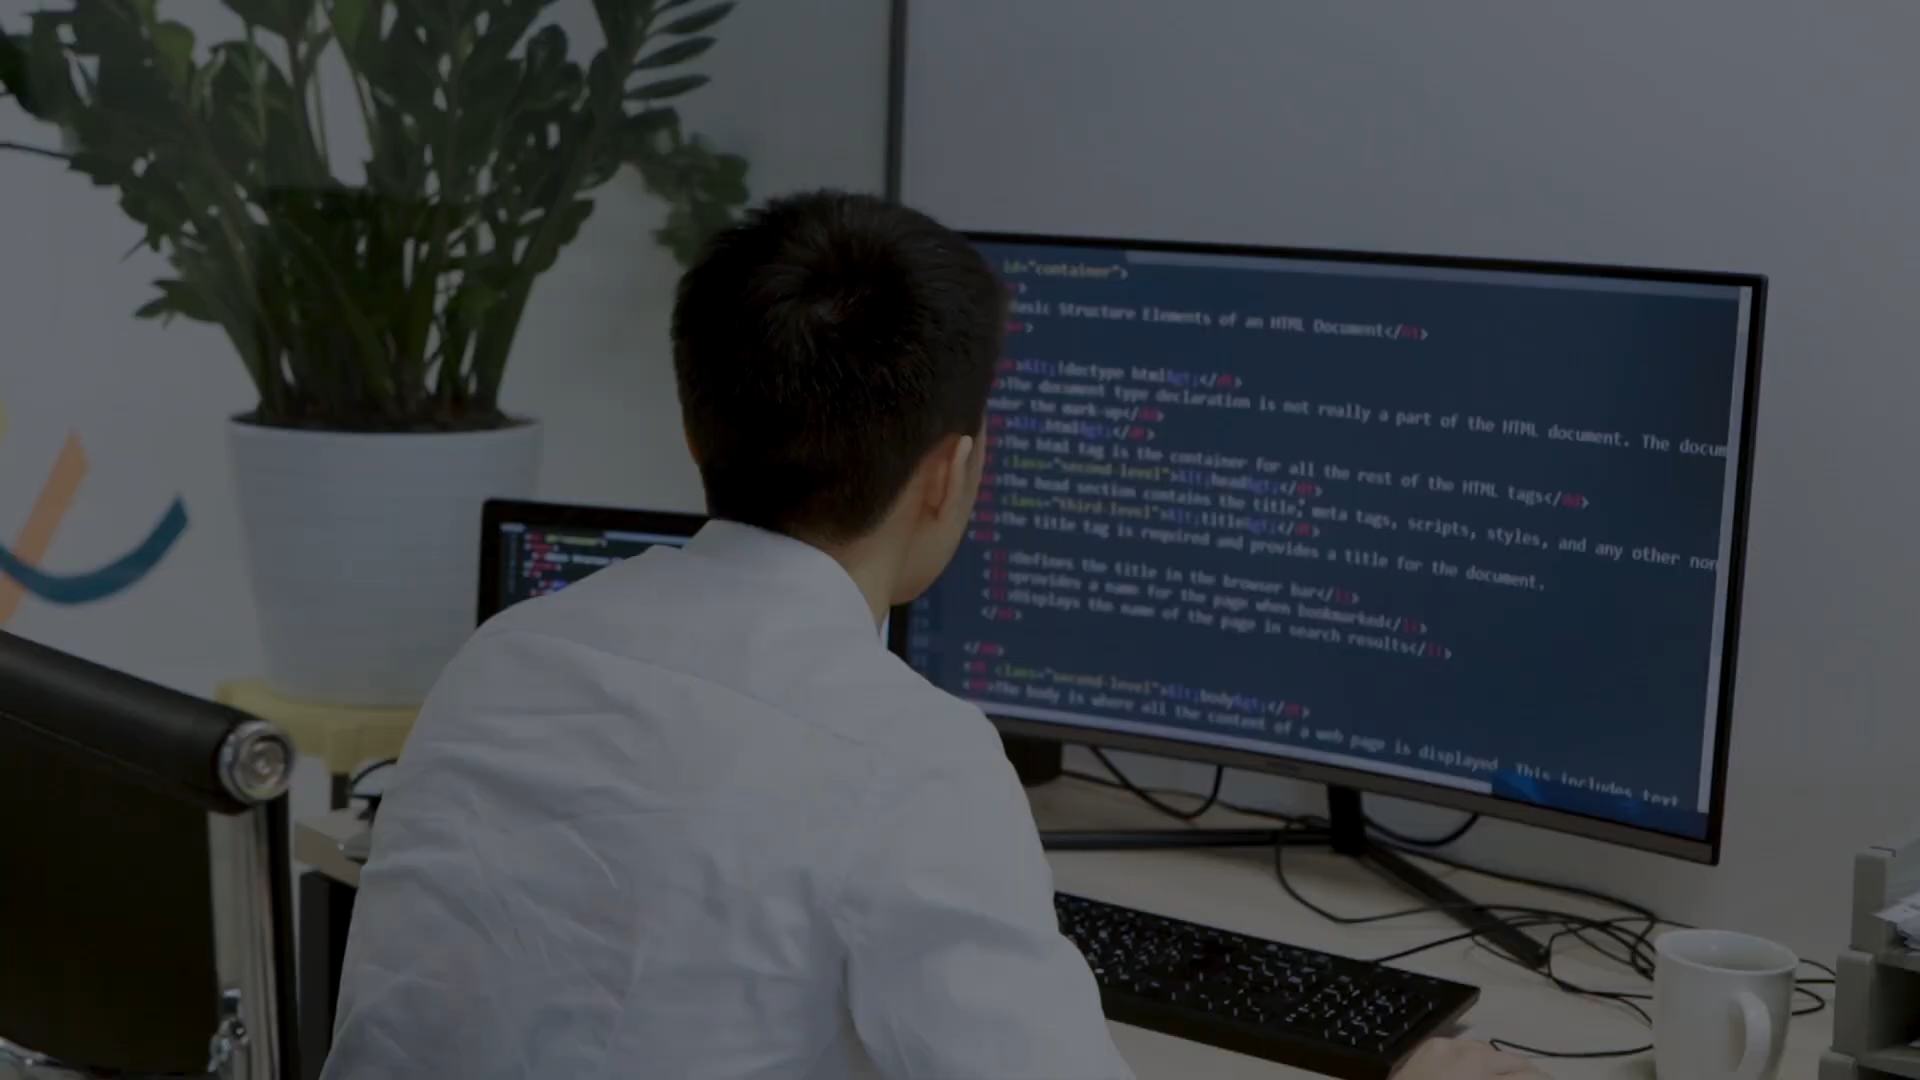 id="container">
Basic Structure Elements of an HTML Document</
&lt;!doctype html&gt;</
>The document type declaration is not really a part of the HTML document. The docum
under the mark-up</
&lt;html&gt;</
>The html tag is the container for all the rest of the HTML tags</
class="second-level">&lt;head&gt;</
>The head section contains the title, meta tags, scripts, styles, and any other non
class="third-level">&lt;title&gt;</
>The title tag is required and provides a title for the document.
>defines the title in the browser bar</li>
>provides a name for the page when bookmarked</li>
>displays the name of the page in search results</li>
class="second-level">&lt;body&gt;</
>The body is where all the content of a web page is displayed. This includes text